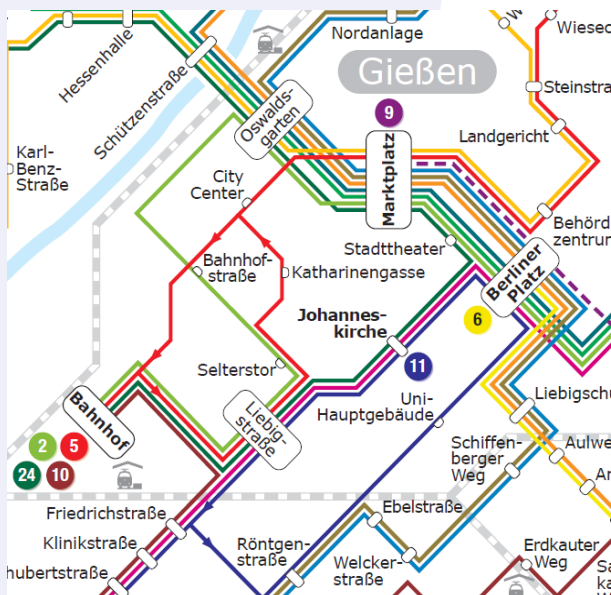 Nordanlage
Gießen
Steinstra
Hessenhalle
Schützenstraße
Oswalds-
garten
9
Marktplatz
Landgericht
Karl-
Benz-
Straße
City
Center
Stadttheater
Behörd
zentrum
Bahnhof-
straße
Katharinengasse
Berliner
Platz
Johannes-
kirche
6
11
Selterstor
Uni-
Hauptgebäude
Liebigschu
Bahnhof
Liebig-
straße
2
5
24
10
Schiffen-
berger
Weg
Aulwe
Friedrichstraße
Ebelstraße
Klinikstraße
Röntgen-
straße
Welcker-
straße
Erdkauter
Weg
hubertstraße